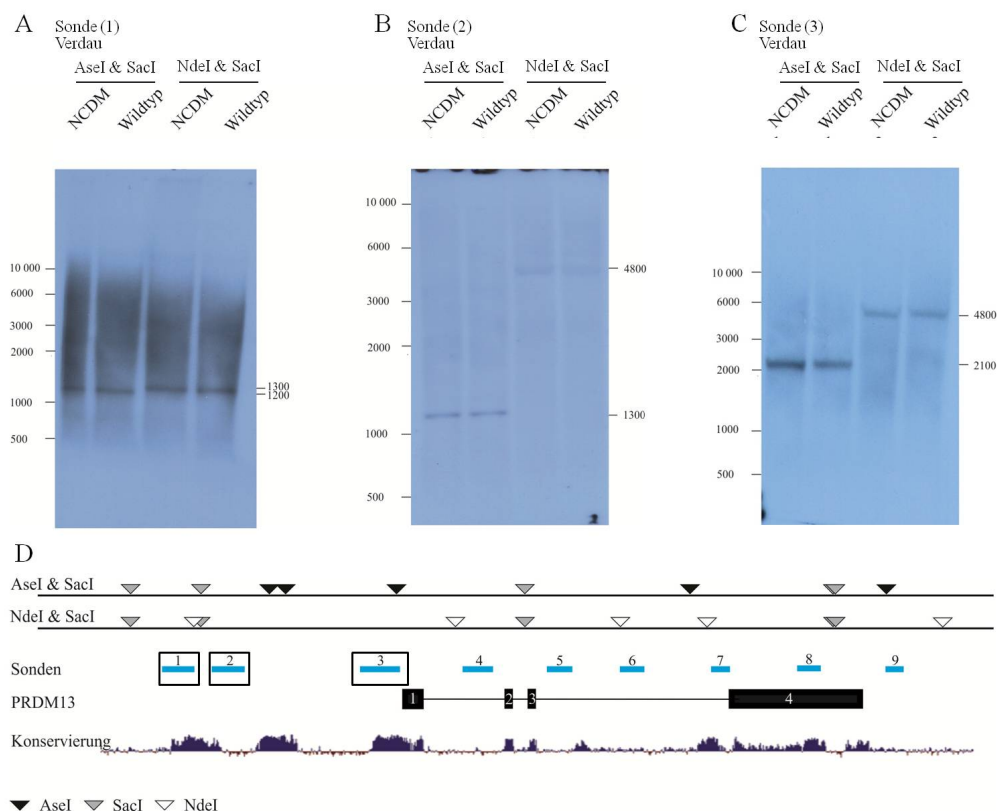 A
Sonde (1)
Verdau
AseI & SacI
NdeI & SacI
NCDM
Wildtyp
NCDM
Wildtyp
10 000
6000
3000
2000
1000
500
1300
1200
B
Sonde (2)
Verdau
AseI & SacI
NdeI & SacI
NCDM
Wildtyp
NCDM
Wildtyp
10 000
6000
3000
2000
1000
500
4800
1300
C
Sonde (3)
Verdau
AseI & SacI
NdeI & SacI
NCDM
Wildtyp
NCDM
Wildtyp
10 000
6000
3000
2000
1000
500
4800
2100
D
AseI & SacI
NdeI & SacI
Sonden 1 2 3 4 5 6 7 8 9
PRDM13 1 2 3 4
Konservierung
AseI SacI NdeI